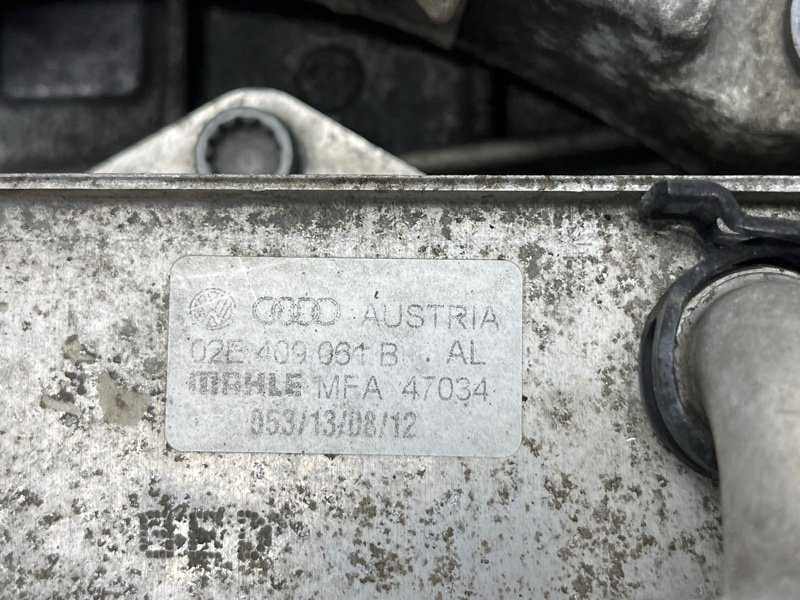 AUSTRIA
02E 409 061 B AL
MAHLE MFA 47034
053/13/08/12